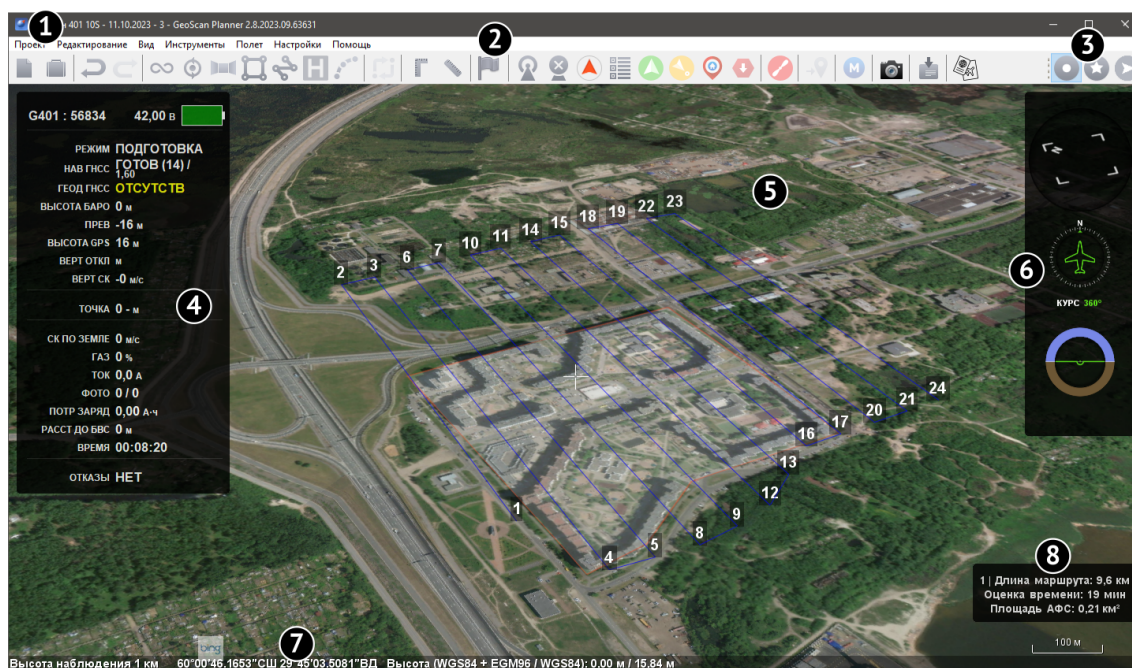 401 10S - 11.10.2023 - 3 - GeoScan Planner 2.8.2023.09.63631
1
2
3
Проект Редактирование Вид Инструменты Полет Настройки Помощь
G401 : 56834 42,00 В
РЕЖИМ ПОДГОТОВКА
НАВ ГНСС ГОТОВ (14) / 1,60
ГЕОД ГНСС ОТСУТСТВ
ВЫСОТА БАРО 0 м
ПРЕВ -16 м
ВЫСОТА GPS 16 м
ВЕРТ ОТКЛ м
ВЕРТ СК -0 м/с
ТОЧКА 0 - м
4
СК ПО ЗЕМЛЕ 0 м/с
ГАЗ 0 %
ТОК 0,0 А
ФОТО 0 / 0
ПОТР ЗАРЯД 0,00 А·ч
РАССТ ДО БВС 0 м
ВРЕМЯ 00:08:20
ОТКАЗЫ НЕТ
5
2 3 6 7 10 11 14 15 18 19 22 23
1 4 5 8 9 12 13 16 17 20 21 24
N
N
6
КУРС 360°
8
1 | Длина маршрута: 9,6 км
Оценка времени: 19 мин
Площадь АФС: 0,21 км²
100 м
bing
7
Высота наблюдения 1 км 60°00'46.1653"СШ 29°45'03.5081"ВД Высота (WGS84 + EGM96 / WGS84): 0.00 м / 15.84 м